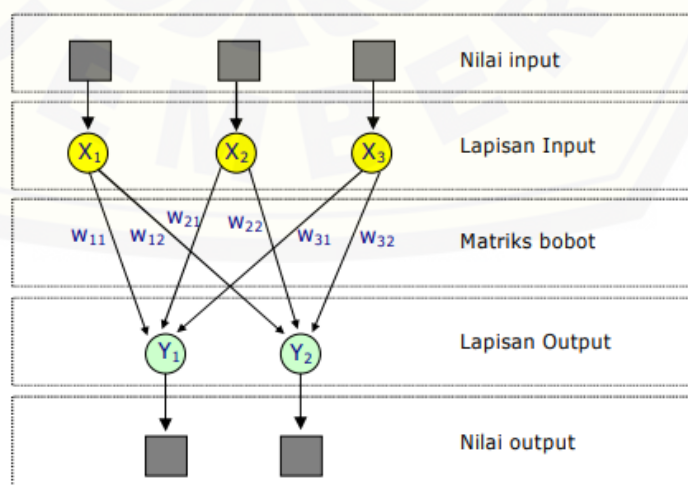 Nilai input
X₁ X₂ X₃ Lapisan Input
w₁₁ w₁₂ w₂₁ w₂₂ w₃₁ w₃₂ Matriks bobot
Y₁ Y₂ Lapisan Output
Nilai output